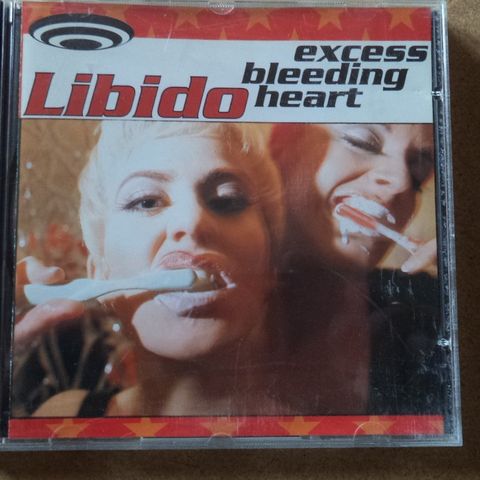 excess
bleeding
Libido heart